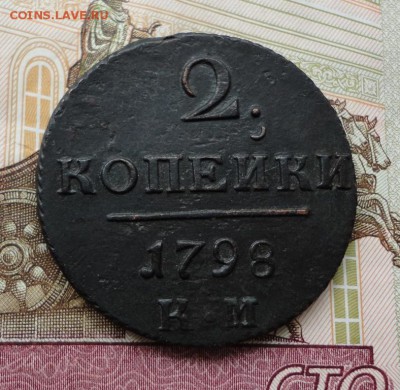 COINS.LAVE.RU
2.
КОПЕЙКИ
1798
К М
СТО